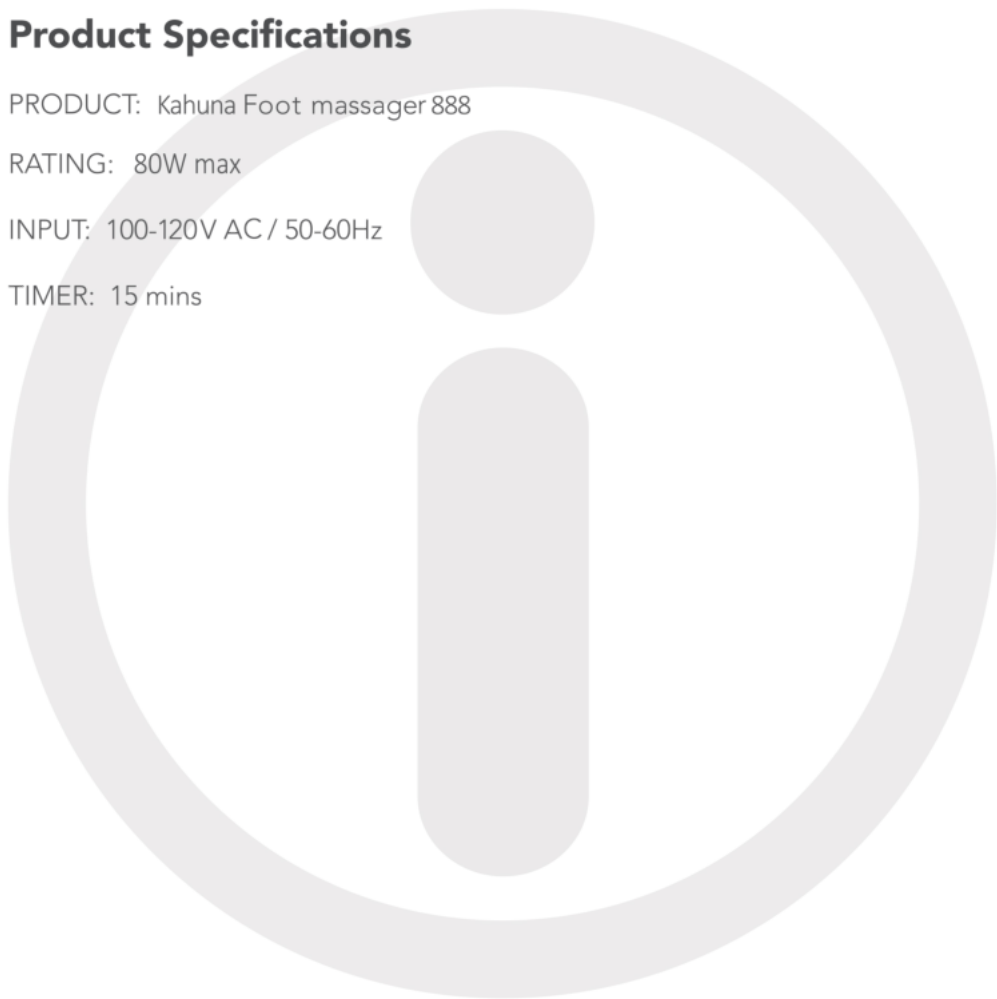 Product Specifications
PRODUCT: Kahuna Foot massager 888
RATING: 80W max
INPUT: 100-120V AC / 50-60Hz
TIMER: 15 mins